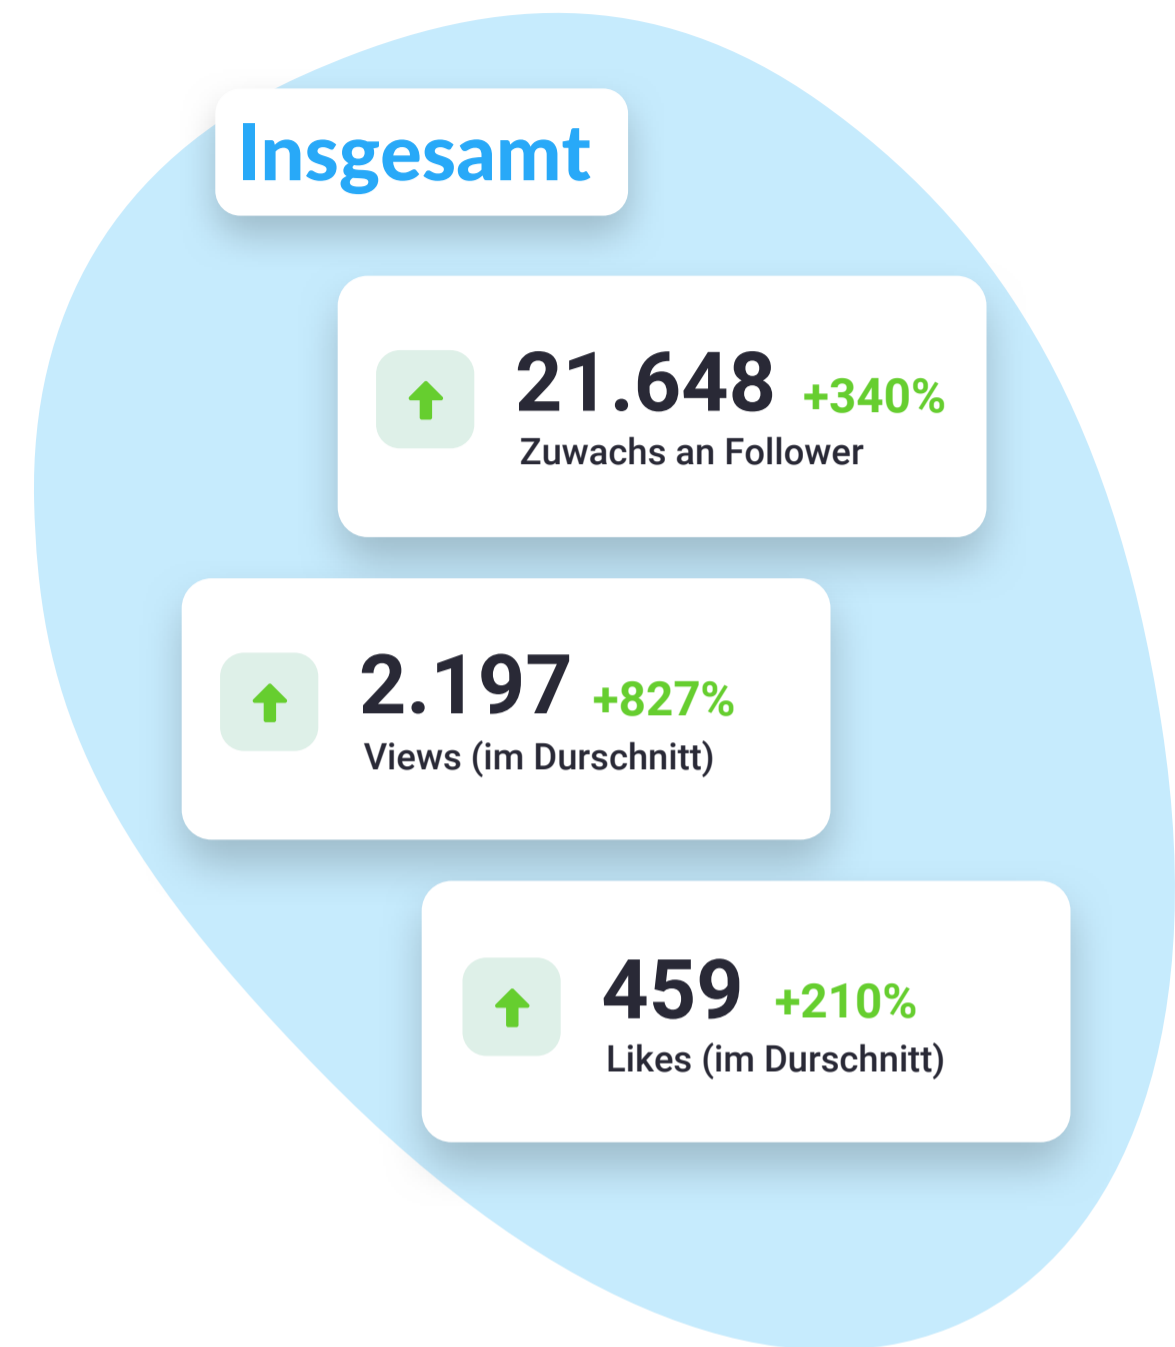 Insgesamt
21.648 +340%
Zuwachs an Follower
2.197 +827%
Views (im Durschnitt)
459 +210%
Likes (im Durschnitt)